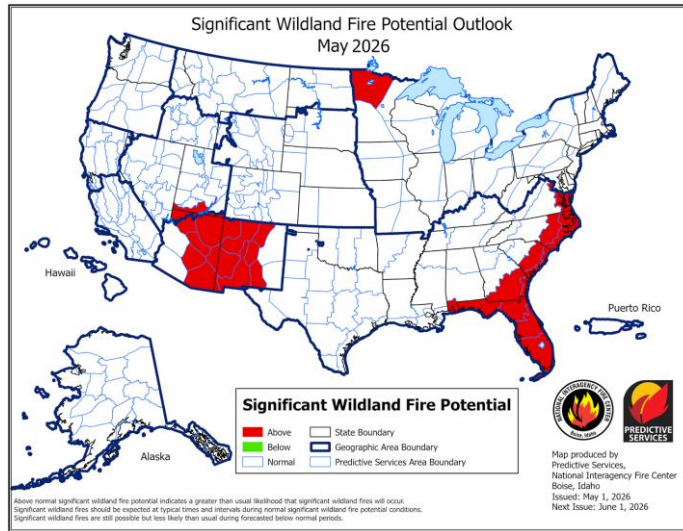 Significant Wildland Fire Potential Outlook
May 2026
Hawaii
Puerto Rico
Alaska
Significant Wildland Fire Potential
Above
Below
Normal
State Boundary
Geographic Area Boundary
Predictive Services Area Boundary
NATIONAL INTERAGENCY FIRE CENTER
Boise, Idaho
PREDICTIVE
SERVICES
Map produced by
Predictive Services,
National Interagency Fire Center
Boise, Idaho
Issued: May 1, 2026
Next Issue: June 1, 2026
Above normal significant wildland fire potential indicates a greater than usual likelihood that significant wildland fires will occur.
Significant wildland fires should be expected at typical times and intervals during normal significant wildland fire potential conditions.
Significant wildland fires are still possible but less likely than usual during forecasted below normal periods.